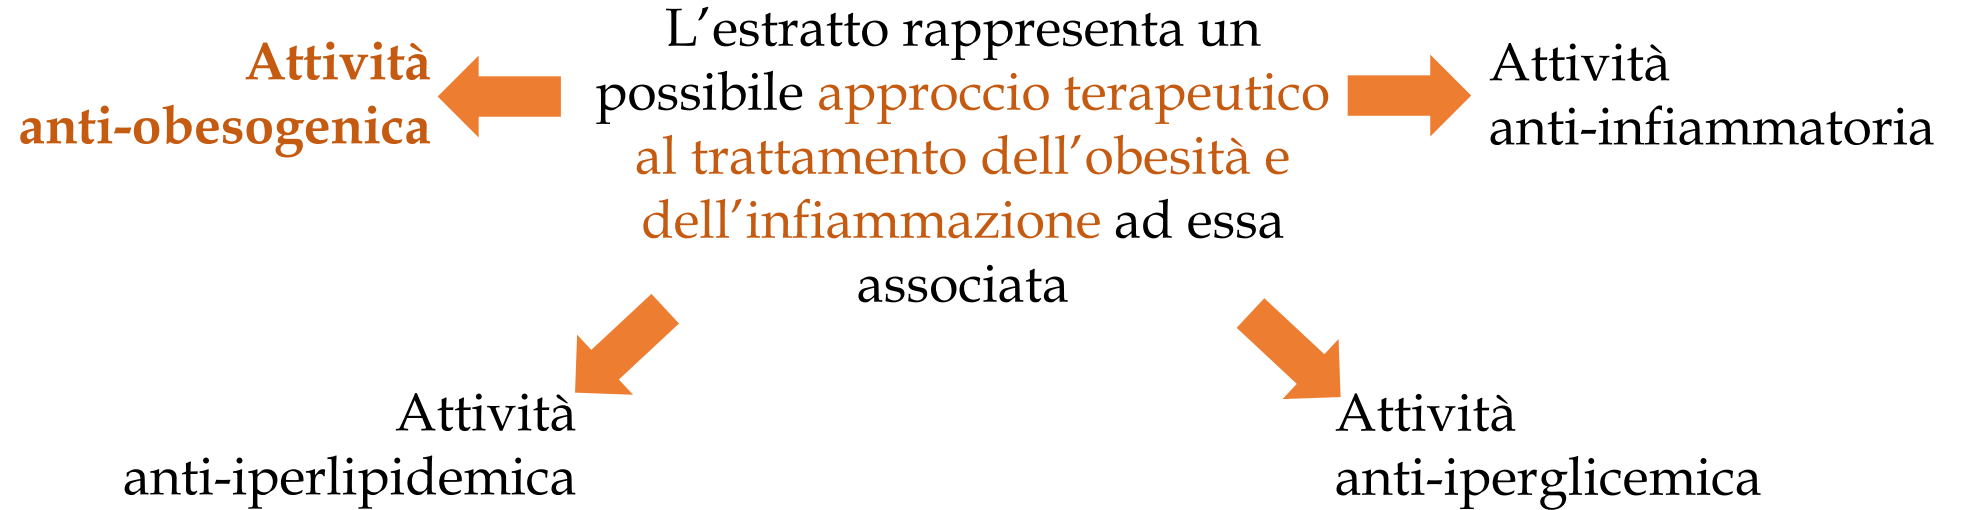 L’estratto rappresenta un
possibile approccio terapeutico
al trattamento dell’obesità e
dell’infiammazione ad essa
associata
Attività
anti-obesogenica
Attività
anti-infiammatoria
Attività
anti-iperlipidemica
Attività
anti-iperglicemica